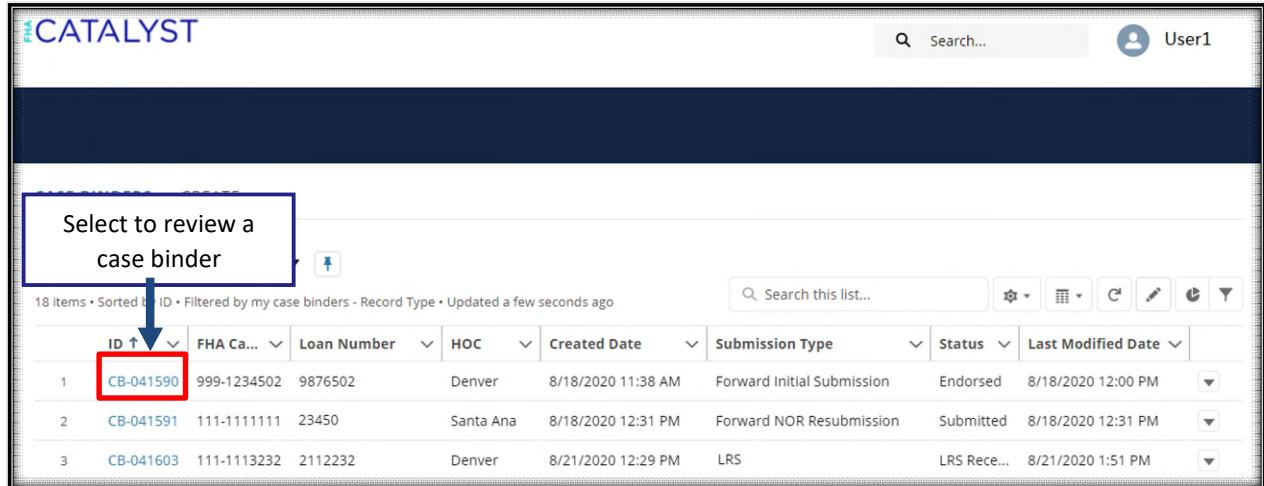 FHA CATALYST
Search...
User1
CASE BINDERS CREATE
Select to review a
case binder
18 items • Sorted by ID • Filtered by my case binders - Record Type • Updated a few seconds ago
Search this list...
ID ↑ FHA Ca... Loan Number HOC Created Date Submission Type Status Last Modified Date
1 CB-041590 999-1234502 9876502 Denver 8/18/2020 11:38 AM Forward Initial Submission Endorsed 8/18/2020 12:00 PM
2 CB-041591 111-1111111 23450 Santa Ana 8/18/2020 12:31 PM Forward NOR Resubmission Submitted 8/18/2020 12:31 PM
3 CB-041603 111-1113232 2112232 Denver 8/21/2020 12:29 PM LRS LRS Rece... 8/21/2020 1:51 PM